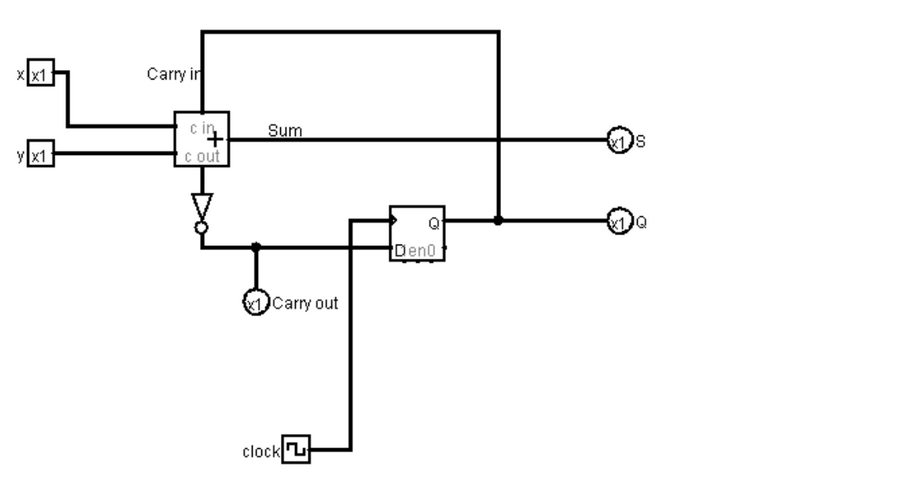 x x1
Carry in
c in
+
Sum
x1 S
y x1
c out
Q
x1 Q
D en 0
x1 Carry out
clock